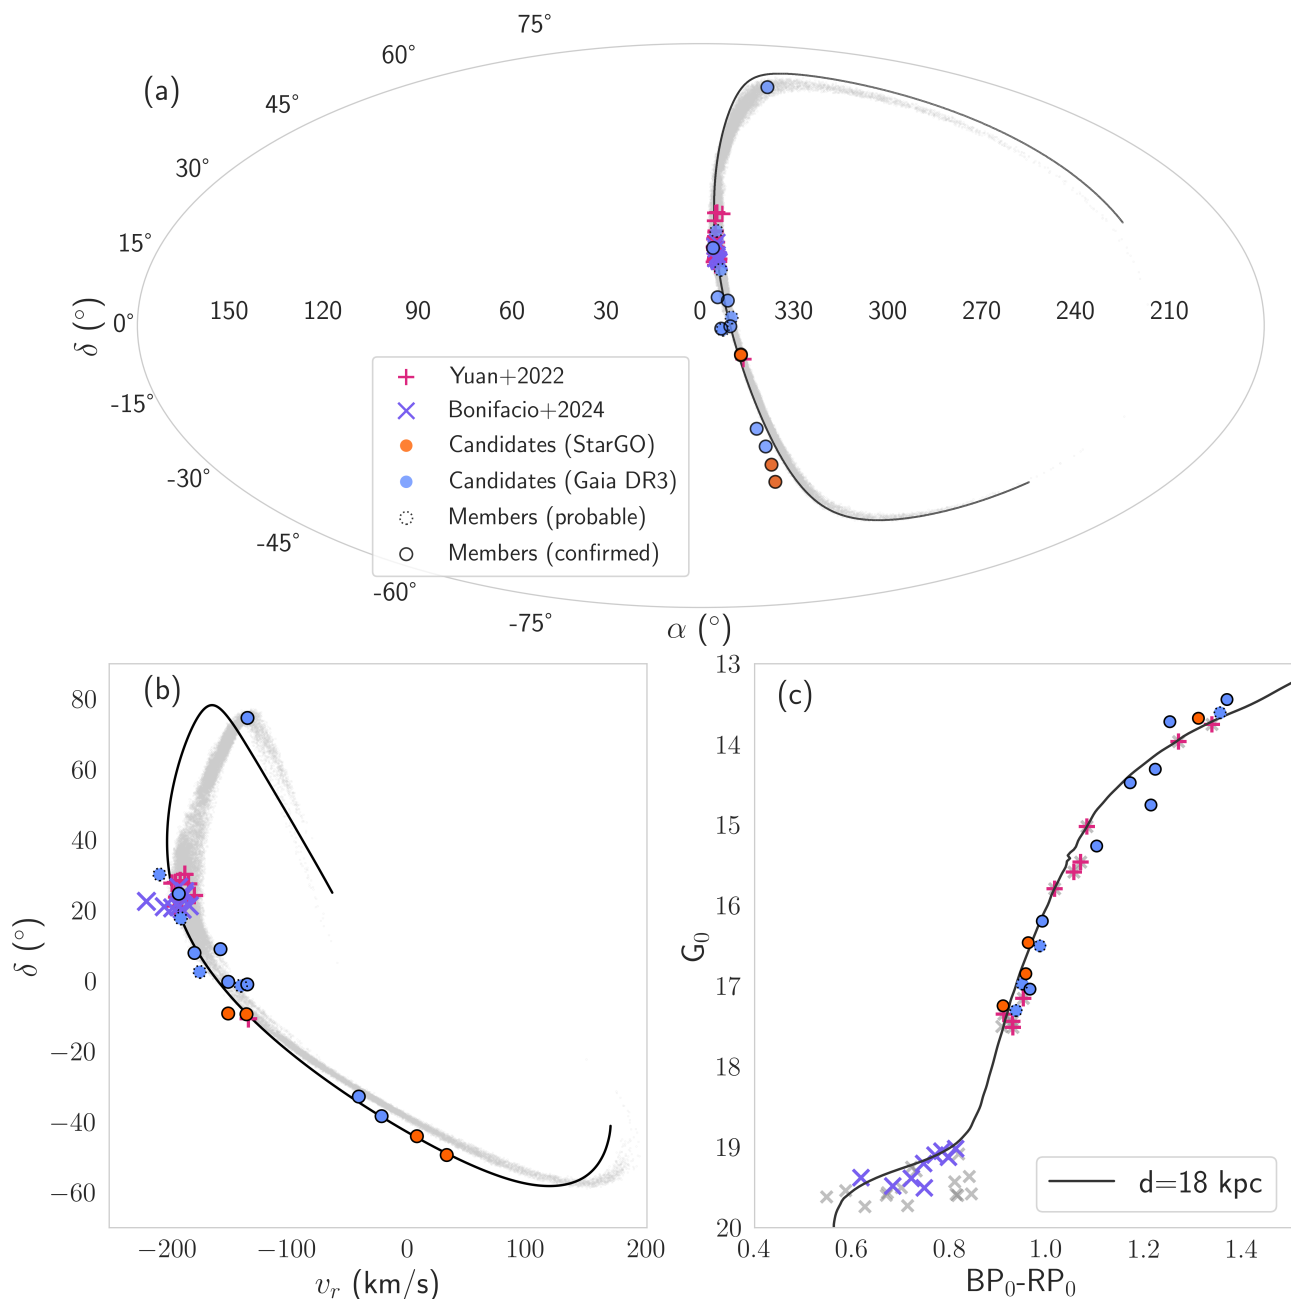 75°
60°
(a)
45°
30°
15°
δ (°)
0°
150 120 90 60 30 0 330 300 270 240 210
-15°
-30°
-45°
-60°
-75°
Yuan+2022
Bonifacio+2024
Candidates (StarGO)
Candidates (Gaia DR3)
Members (probable)
Members (confirmed)
α (°)
(b)
80
60
40
20
0
−20
−40
−60
δ (°)
−200 −100 0 100 200
v_r (km/s)
(c)
13
14
15
16
17
18
19
20
G₀
d=18 kpc
0.4 0.6 0.8 1.0 1.2 1.4
BP₀-RP₀